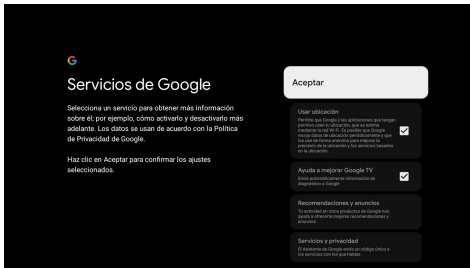 Servicios de Google
Selecciona un servicio para obtener más información
sobre él; por ejemplo, cómo activarlo y desactivarlo más
adelante. Los datos se usan de acuerdo con la Política
de Privacidad de Google.
Haz clic en Aceptar para confirmar los ajustes
seleccionados.
Aceptar
Usar ubicación
Permite que Google y las aplicaciones que tengan
permiso usen tu ubicación, que se estima
mediante la red Wi-Fi. Es posible que Google
recoja datos de ubicación periódicamente y que
los use de forma anónima para mejorar la
precisión de la ubicación y los servicios basados
en la ubicación
Ayuda a mejorar Google TV
Envía automáticamente información de
diagnóstico a Google
Recomendaciones y anuncios
Tu actividad en otros productos de Google nos
ayuda a ofrecerte mejores recomendaciones y
anuncios
Servicios y privacidad
El Asistente de Google envía un código único a
los servicios con los que hablas